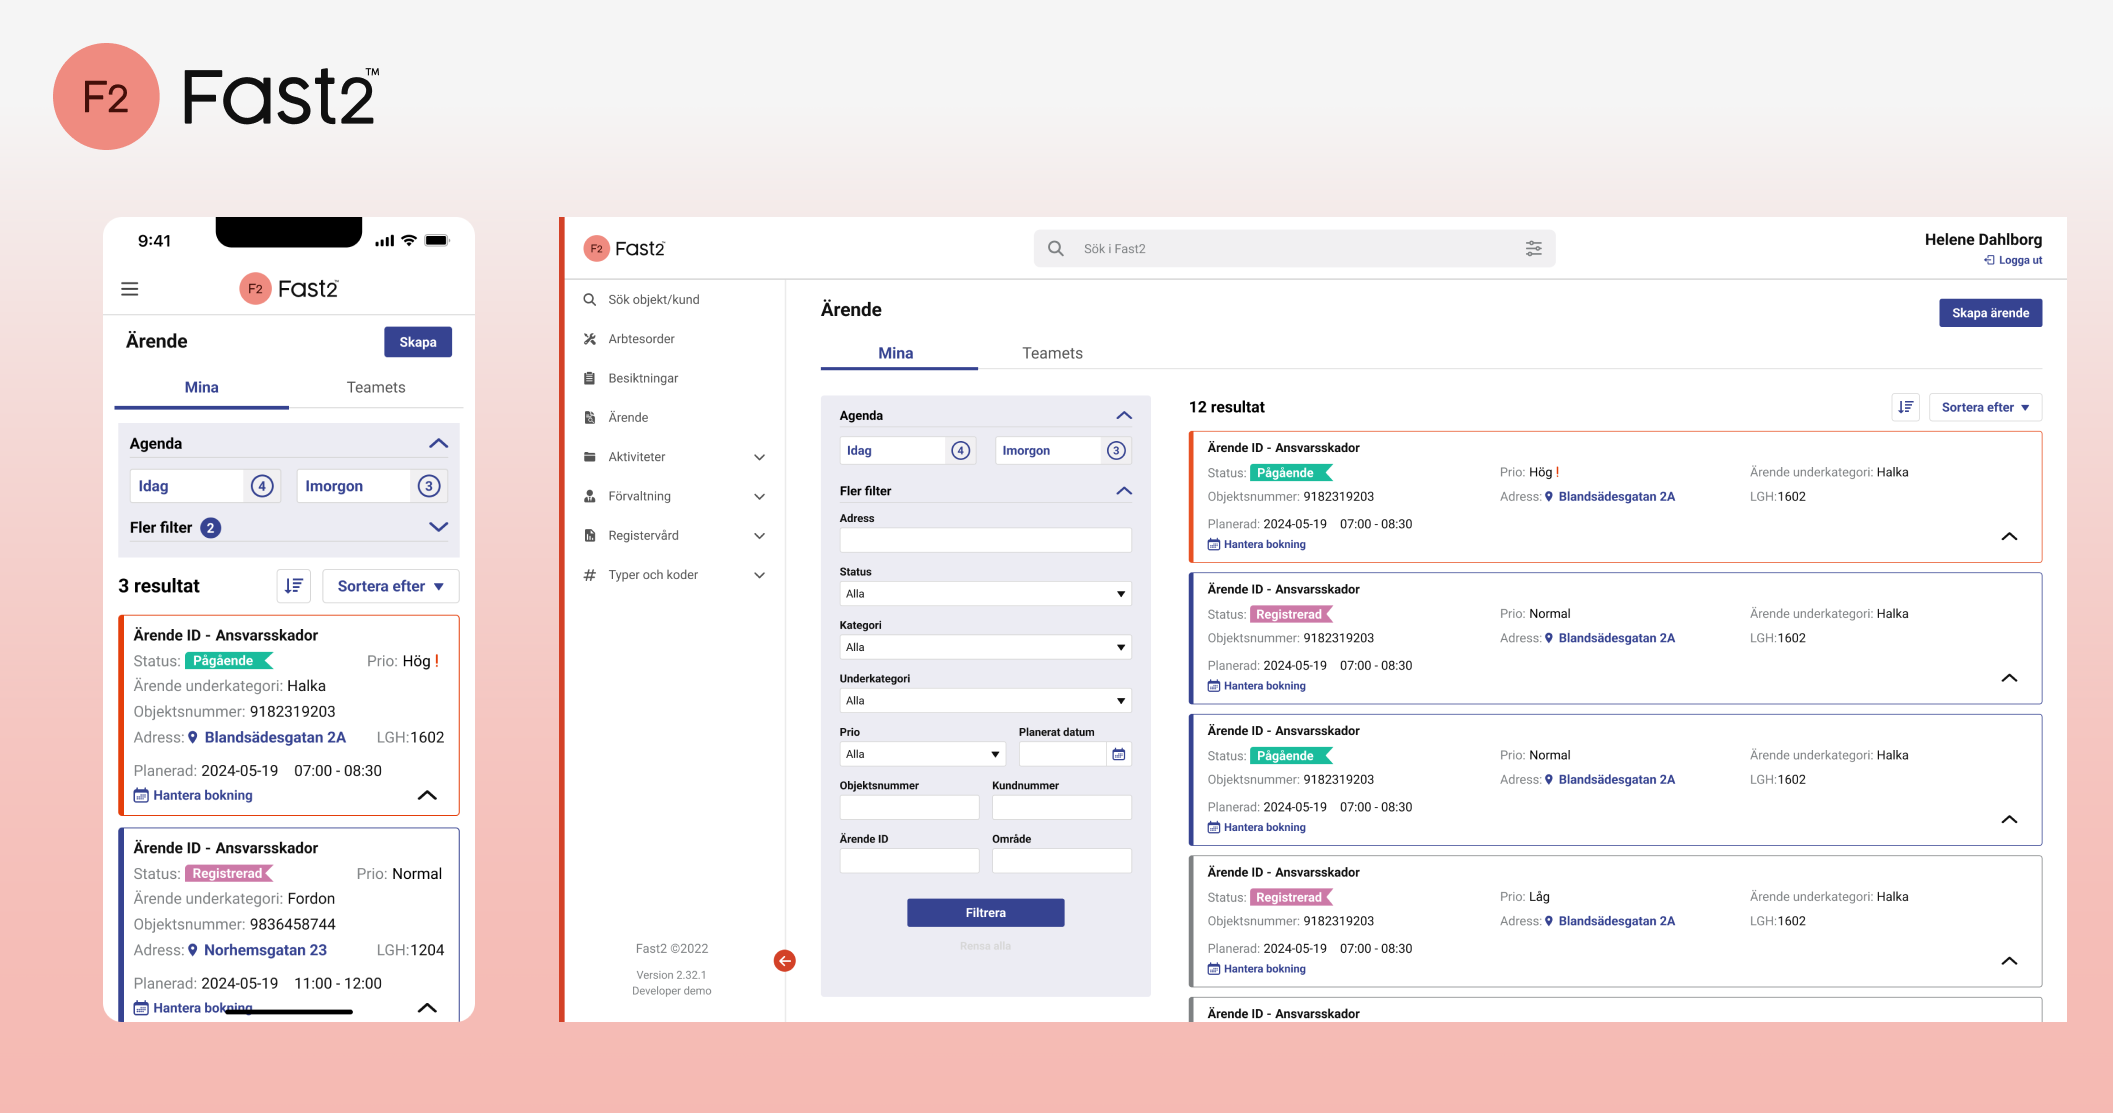 F2 Fast2™
9:41
F2 Fast2
Ärende
Skapa
Mina
Teamets
Agenda
Idag 4
Imorgon 3
Fler filter 2
3 resultat
Sortera efter
Ärende ID - Ansvarsskador
Status: Pågående
Prio: Hög !
Ärende underkategori: Halka
Objektsnummer: 9182319203
Adress: Blandsädesgatan 2A
LGH:1602
Planerad: 2024-05-19 07:00 - 08:30
Hantera bokning
Ärende ID - Ansvarsskador
Status: Registrerad
Prio: Normal
Ärende underkategori: Fordon
Objektsnummer: 9836458744
Adress: Norhemsgatan 23
LGH:1204
Planerad: 2024-05-19 11:00 - 12:00
Hantera bokning
F2 Fast2
Sök i Fast2
Helene Dahlborg
Logga ut
Sök objekt/kund
Arbtesorder
Besiktningar
Ärende
Aktiviteter
Förvaltning
Registervård
# Typer och koder
Fast2 ©2022
Version 2.32.1
Developer demo
Ärende
Skapa ärende
Mina
Teamets
Agenda
Idag 4
Imorgon 3
Fler filter
Adress
Status
Alla
Kategori
Alla
Underkategori
Alla
Prio
Planerat datum
Alla
Objektsnummer
Kundnummer
Ärende ID
Område
Filtrera
Rensa alla
12 resultat
Sortera efter
Ärende ID - Ansvarsskador
Status: Pågående
Prio: Hög !
Ärende underkategori: Halka
Objektsnummer: 9182319203
Adress: Blandsädesgatan 2A
LGH:1602
Planerad: 2024-05-19 07:00 - 08:30
Hantera bokning
Ärende ID - Ansvarsskador
Status: Registrerad
Prio: Normal
Ärende underkategori: Halka
Objektsnummer: 9182319203
Adress: Blandsädesgatan 2A
LGH:1602
Planerad: 2024-05-19 07:00 - 08:30
Hantera bokning
Ärende ID - Ansvarsskador
Status: Pågående
Prio: Normal
Ärende underkategori: Halka
Objektsnummer: 9182319203
Adress: Blandsädesgatan 2A
LGH:1602
Planerad: 2024-05-19 07:00 - 08:30
Hantera bokning
Ärende ID - Ansvarsskador
Status: Registrerad
Prio: Låg
Ärende underkategori: Halka
Objektsnummer: 9182319203
Adress: Blandsädesgatan 2A
LGH:1602
Planerad: 2024-05-19 07:00 - 08:30
Hantera bokning
Ärende ID - Ansvarsskador